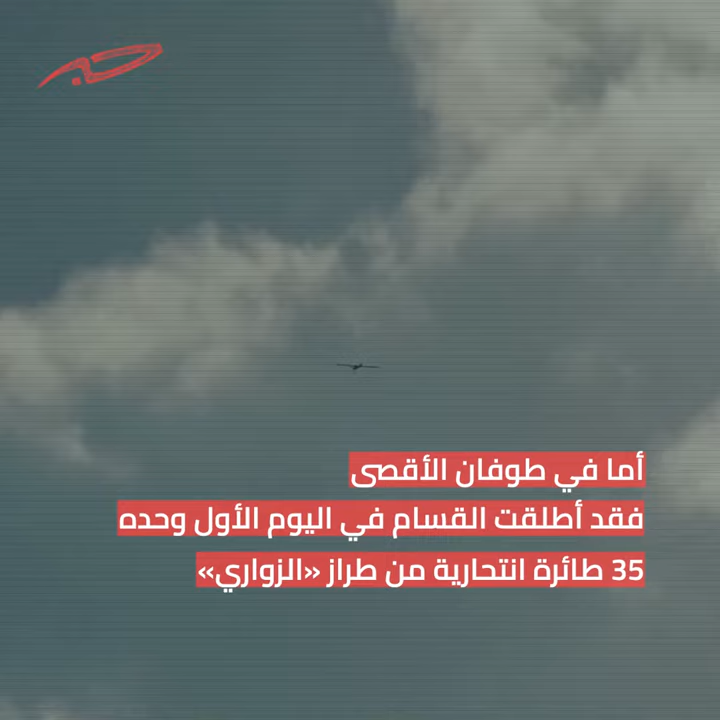 أما في طوفان الأقصى
فقد أطلقت القسام في اليوم الأول وحده
35 طائرة انتحارية من طراز «الزواري»